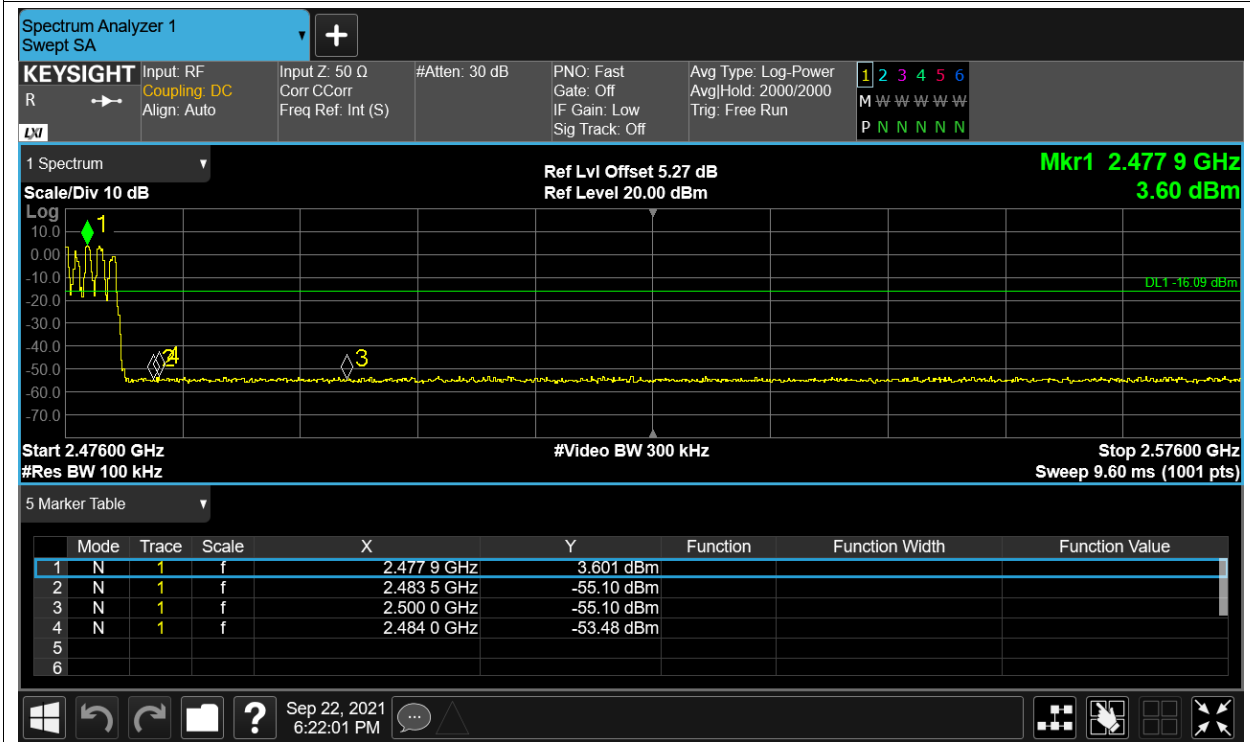 Spectrum Analyzer 1
Swept SA
+
KEYSIGHT Input: RF Input Z: 50 Ω #Atten: 30 dB PNO: Fast Avg Type: Log-Power 1 2 3 4 5 6
R Coupling: DC Corr CCorr Gate: Off Avg|Hold: 2000/2000 M W W W W W
Align: Auto Freq Ref: Int (S) IF Gain: Low Trig: Free Run
LXI Sig Track: Off P N N N N N
1 Spectrum Ref Lvl Offset 5.27 dB Mkr1 2.477 9 GHz
Scale/Div 10 dB Ref Level 20.00 dBm 3.60 dBm
Log
10.0 1
0.00
-10.0 DL1 -16.09 dBm
-20.0
-30.0
-40.0 2 4 3
-50.0
-60.0
-70.0
Start 2.47600 GHz #Video BW 300 kHz Stop 2.57600 GHz
#Res BW 100 kHz Sweep 9.60 ms (1001 pts)
5 Marker Table
Mode Trace Scale X Y Function Function Width Function Value
1 N 1 f 2.477 9 GHz 3.601 dBm
2 N 1 f 2.483 5 GHz -55.10 dBm
3 N 1 f 2.500 0 GHz -55.10 dBm
4 N 1 f 2.484 0 GHz -53.48 dBm
5
6
? Sep 22, 2021
6:22:01 PM